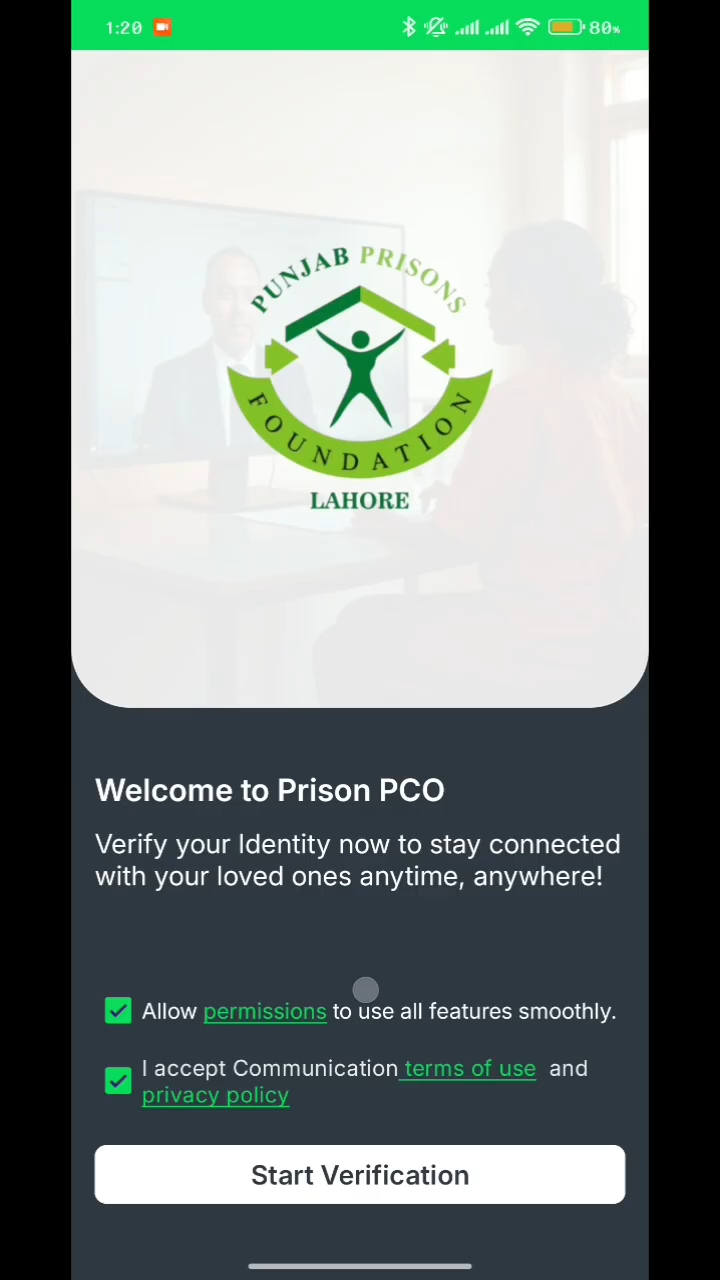 1:20
80%
PUNJAB PRISONS
FOUNDATION
LAHORE
Welcome to Prison PCO
Verify your Identity now to stay connected
with your loved ones anytime, anywhere!
Allow permissions to use all features smoothly.
I accept Communication terms of use and
privacy policy
Start Verification